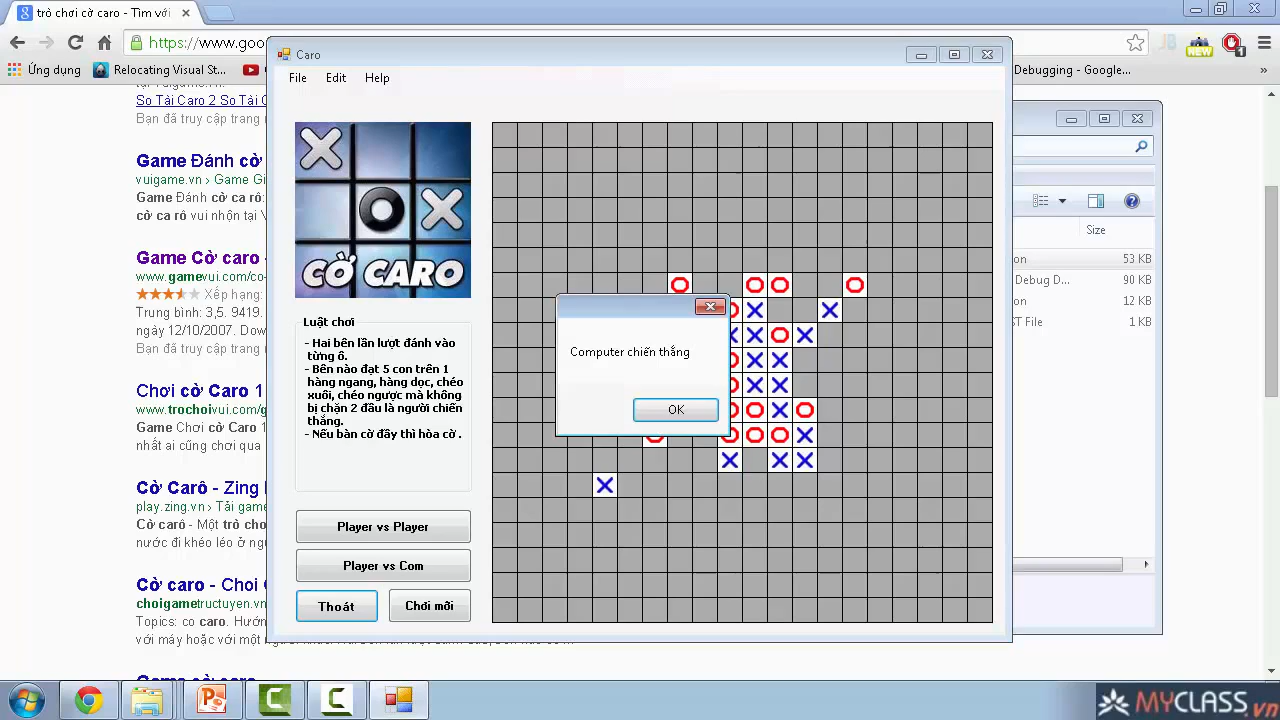 trò chơi cờ caro - Tìm với
https://www.goo
NEW
1
Ứng dụng
Relocating Visual St...
Debugging - Google...
»
Caro
File Edit Help
So Tài Caro 2 So Tài C
Bạn đã truy cập trang
Game Đánh cờ
vuigame.vn › Game Gi
Game Đánh cờ ca rô:
cờ ca rô vui nhộn tại V
Game Cờ caro
www.gamevui.com/co-
Xếp hạng:
Trung bình: 3,5. 9419.
ngày 12/10/2007. Down
Bạn đã truy cập trang
Chơi cờ Caro 1
www.trochoivui.com/g
Game Chơi cờ Caro 1
nhất ai cũng chơi qua
Cờ Carô - Zing
play.zing.vn › Tải game
Cờ carô - Một trò chơ
nước đi khéo léo ở ng
Cờ caro - Chơi
choigametructuyen.vn
Topics: co caro. Hướn
với máy hoặc với một
Game cờ caro
CỜ CARO
Luật chơi
- Hai bên lần lượt đánh vào
từng ô.
- Bên nào đạt 5 con trên 1
hàng ngang, hàng dọc, chéo
xuôi, chéo ngược mà không
bị chặn 2 đầu là người chiến
thắng.
- Nếu bàn cờ đầy thì hòa cờ .
Player vs Player
Player vs Com
Thoát
Chơi mới
Computer chiến thắng
OK
Size
on 53 KB
Debug D... 90 KB
on 12 KB
T File 1 KB
MYCLASS.vn